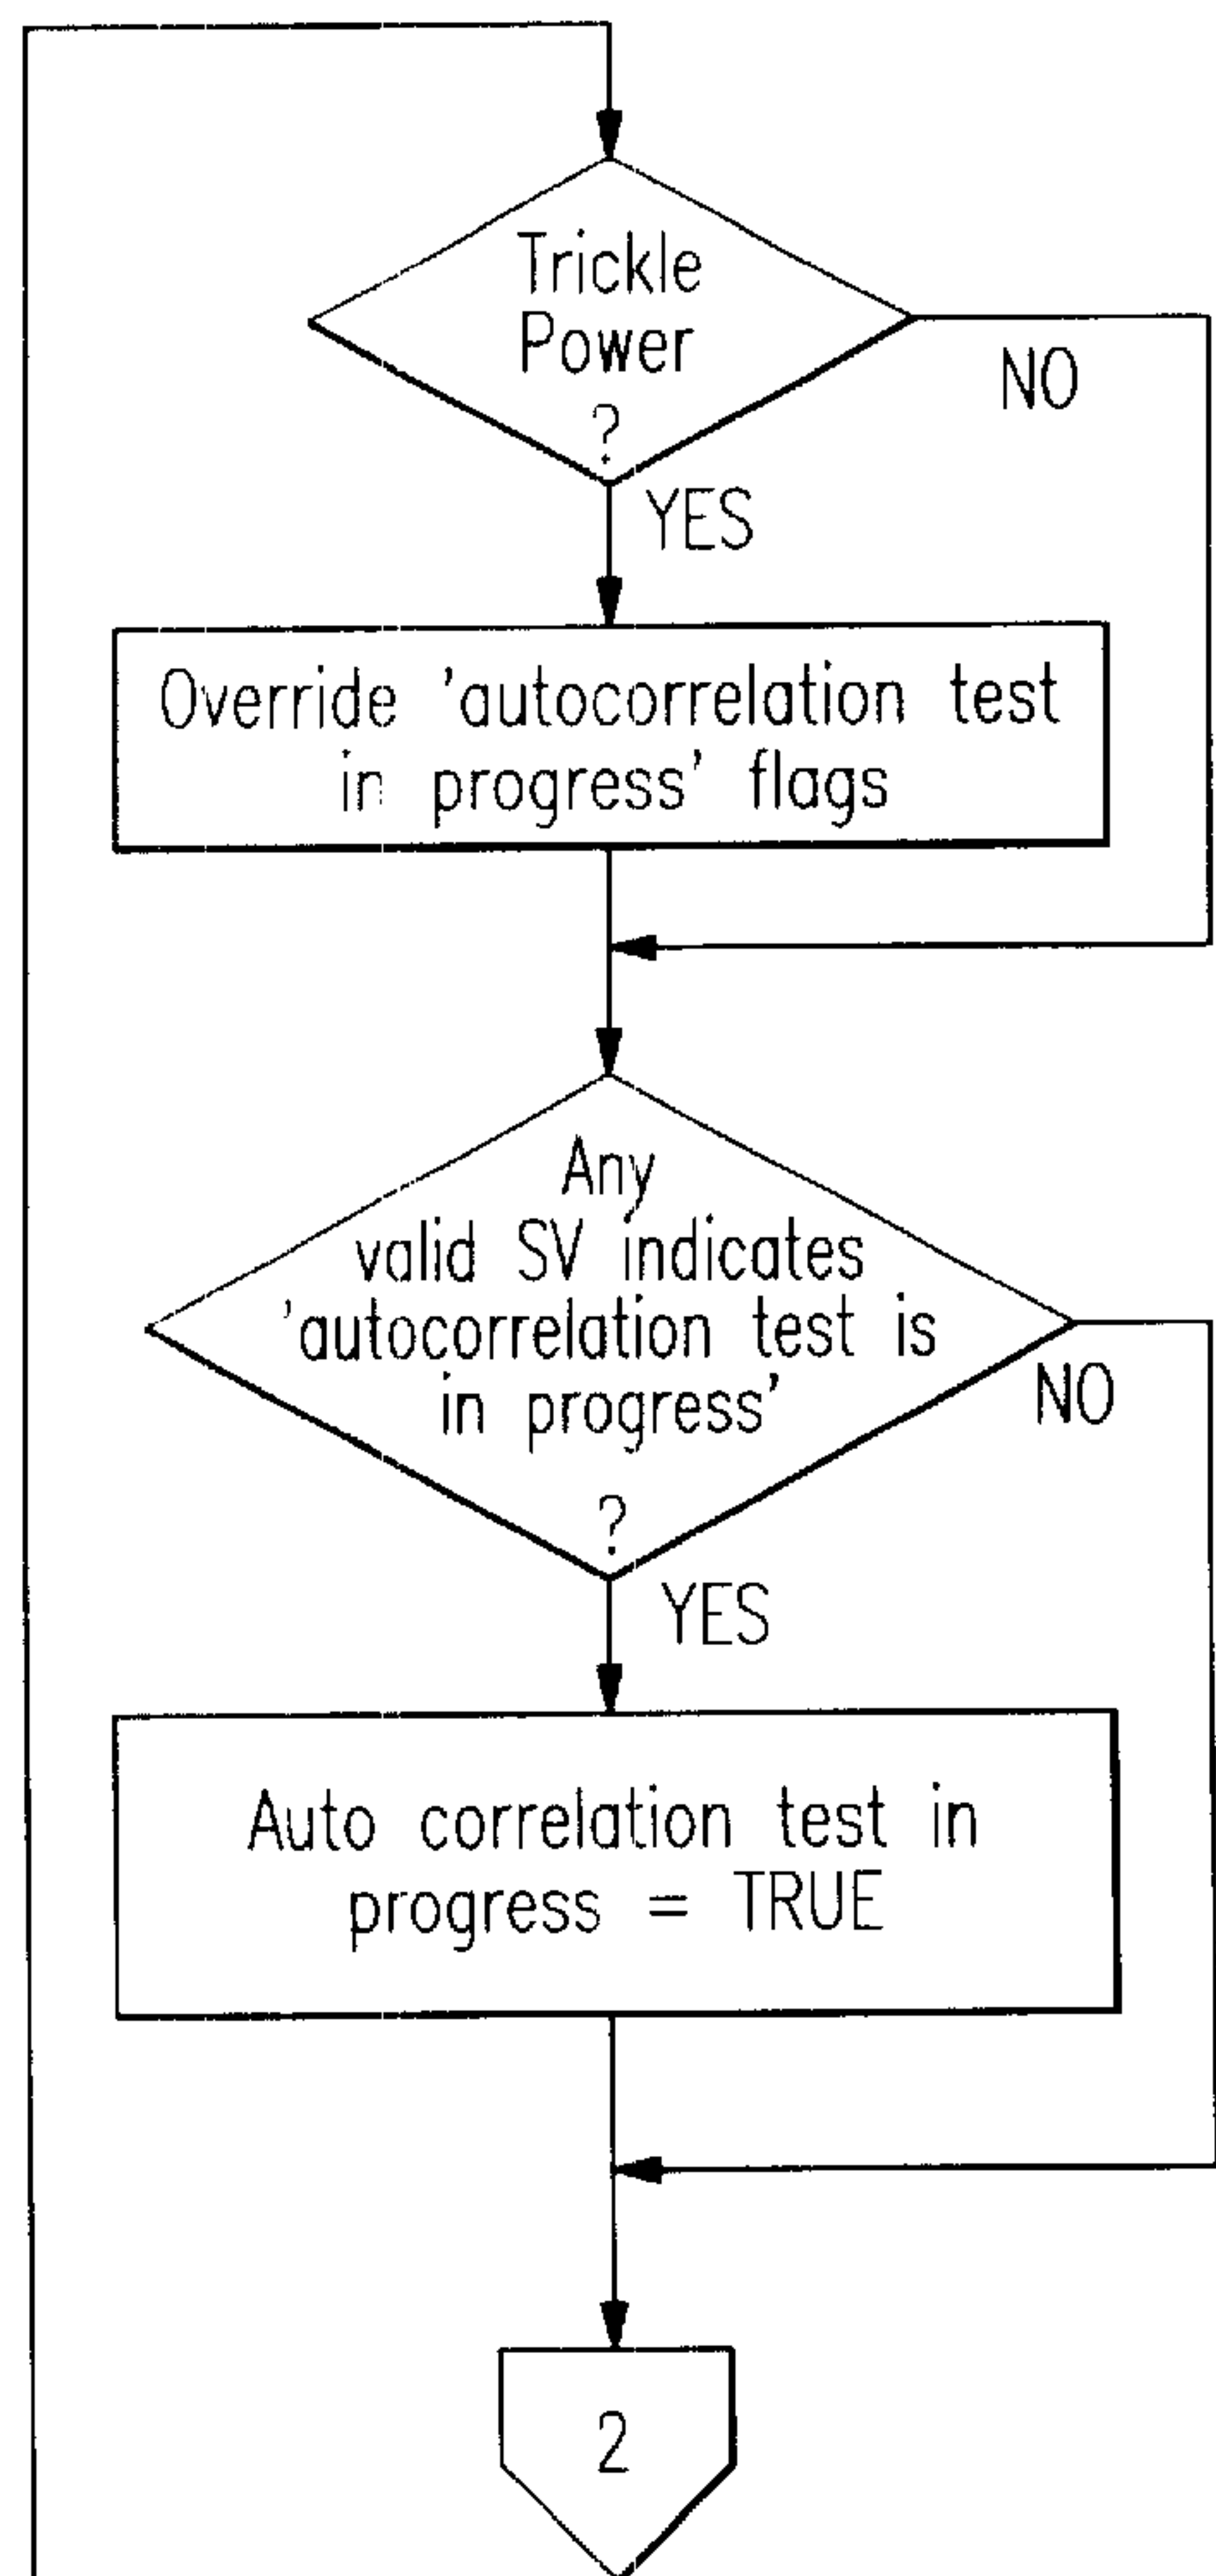 Trickle
Power
?
NO
YES
Override 'autocorrelation test
in progress' flags
Any
valid SV indicates
'autocorrelation test is
in progress'
?
NO
YES
Auto correlation test in
progress = TRUE
2